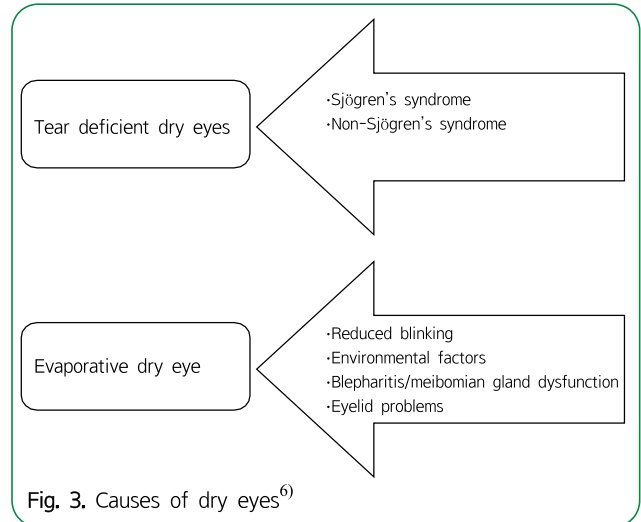 Tear deficient dry eyes
·Sjögren's syndrome
·Non-Sjögren's syndrome
Evaporative dry eye
·Reduced blinking
·Environmental factors
·Blepharitis/meibomian gland dysfunction
·Eyelid problems
Fig. 3. Causes of dry eyes6)